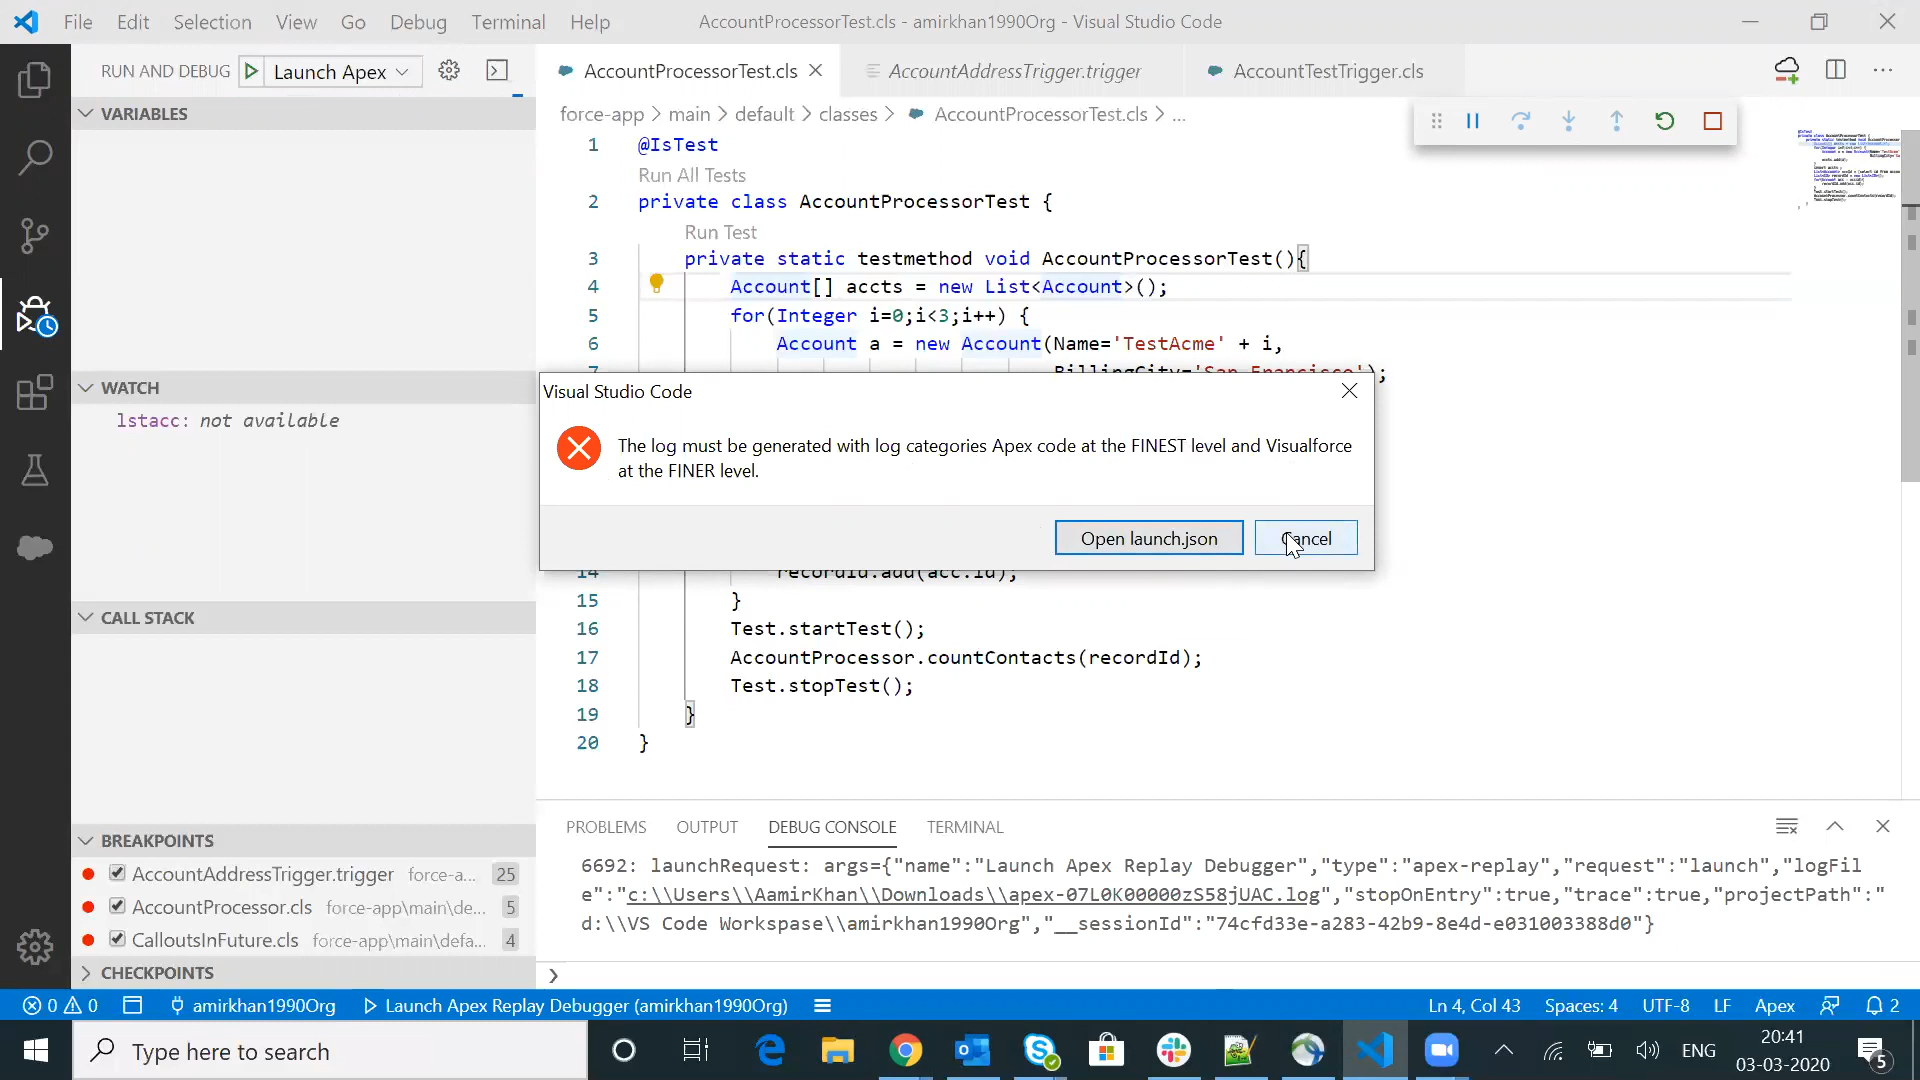 File Edit Selection View Go Debug Terminal Help
AccountProcessorTest.cls - amirkhan1990Org - Visual Studio Code
RUN AND DEBUG Launch Apex
AccountProcessorTest.cls
AccountAddressTrigger.trigger
AccountTestTrigger.cls
VARIABLES
WATCH
lstacc: not available
CALL STACK
BREAKPOINTS
AccountAddressTrigger.trigger force-a... 25
AccountProcessor.cls force-app\main\de... 5
CalloutsInFuture.cls force-app\main\defa... 4
CHECKPOINTS
force-app > main > default > classes > AccountProcessorTest.cls > ...
1 @IsTest
Run All Tests
2 private class AccountProcessorTest {
Run Test
3 private static testmethod void AccountProcessorTest(){
4 Account[] accts = new List<Account>();
5 for(Integer i=0;i<3;i++) {
6 Account a = new Account(Name='TestAcme' + i,
7 BillingCity='San Francisco');
Visual Studio Code
The log must be generated with log categories Apex code at the FINEST level and Visualforce
at the FINER level.
Open launch.json Cancel
14 recordId.add(acc.id);
15 }
16 Test.startTest();
17 AccountProcessor.countContacts(recordId);
18 Test.stopTest();
19 }
20 }
PROBLEMS OUTPUT DEBUG CONSOLE TERMINAL
6692: launchRequest: args={"name":"Launch Apex Replay Debugger","type":"apex-replay","request":"launch","logFil
e":"c:\\Users\\AamirKhan\\Downloads\\apex-07L0K00000zS58jUAC.log","stopOnEntry":true,"trace":true,"projectPath":"
d:\\VS Code Workspase\\amirkhan1990Org","__sessionId":"74cfd33e-a283-42b9-8e4d-e031003388d0"}
0 0 amirkhan1990Org Launch Apex Replay Debugger (amirkhan1990Org) Ln 4, Col 43 Spaces: 4 UTF-8 LF Apex 2
Type here to search
ENG
20:41
03-03-2020
5